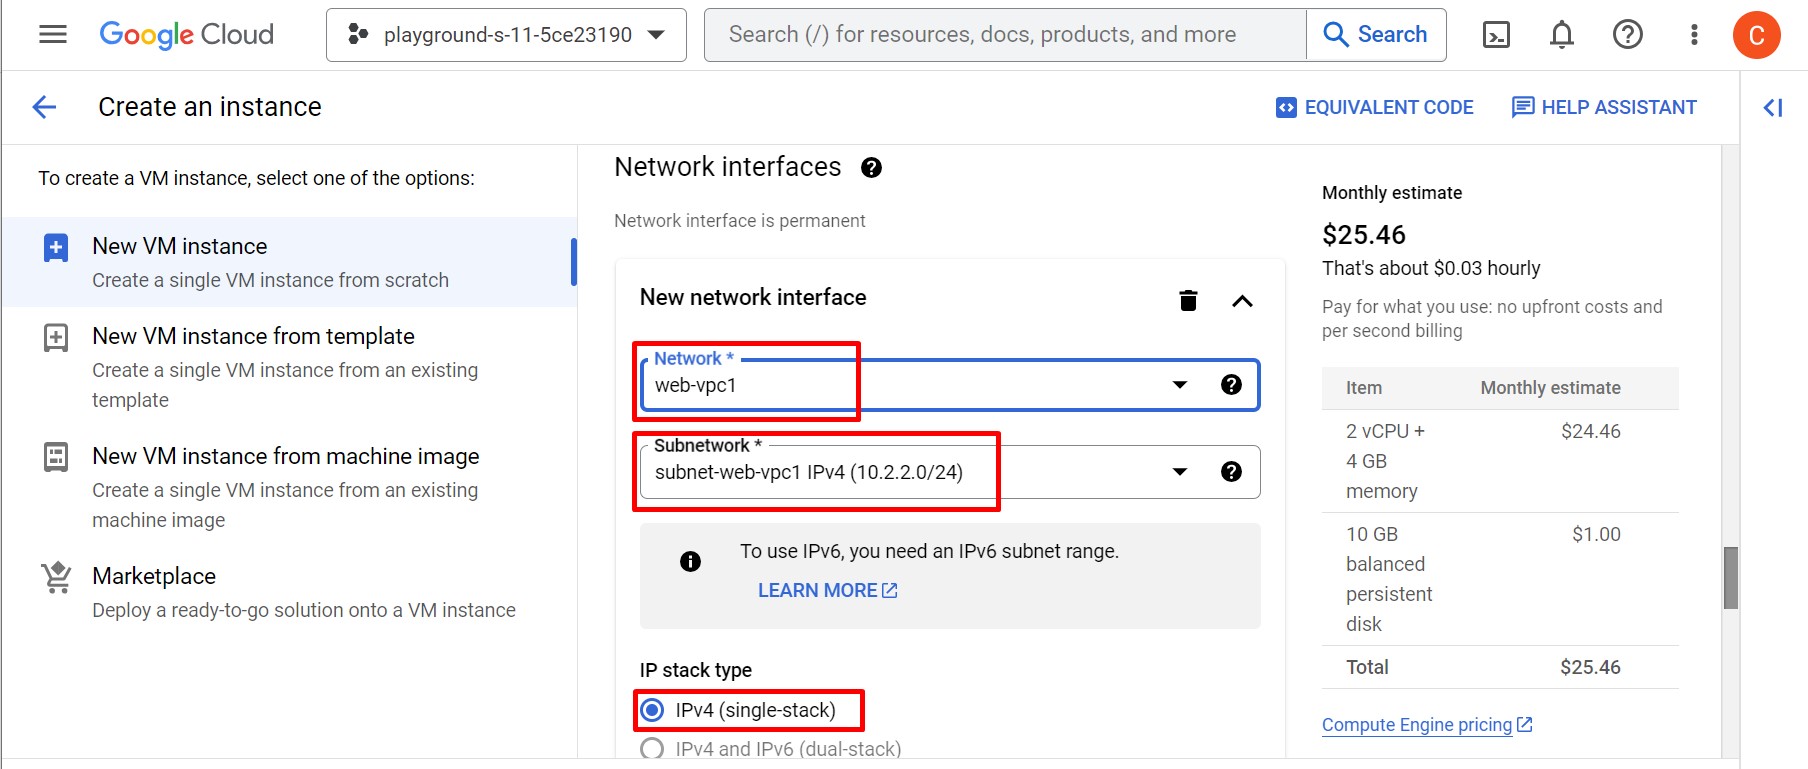 Google Cloud
playground-s-11-5ce23190
Search (/) for resources, docs, products, and more
Search
C
Create an instance
EQUIVALENT CODE
HELP ASSISTANT
To create a VM instance, select one of the options:
New VM instance
Create a single VM instance from scratch
New VM instance from template
Create a single VM instance from an existing
template
New VM instance from machine image
Create a single VM instance from an existing
machine image
Marketplace
Deploy a ready-to-go solution onto a VM instance
Network interfaces
Network interface is permanent
New network interface
Network *
web-vpc1
Subnetwork *
subnet-web-vpc1 IPv4 (10.2.2.0/24)
To use IPv6, you need an IPv6 subnet range.
LEARN MORE
IP stack type
IPv4 (single-stack)
IPv4 and IPv6 (dual-stack)
Monthly estimate
$25.46
That's about $0.03 hourly
Pay for what you use: no upfront costs and
per second billing
Item Monthly estimate
2 vCPU + $24.46
4 GB
memory
10 GB $1.00
balanced
persistent
disk
Total $25.46
Compute Engine pricing